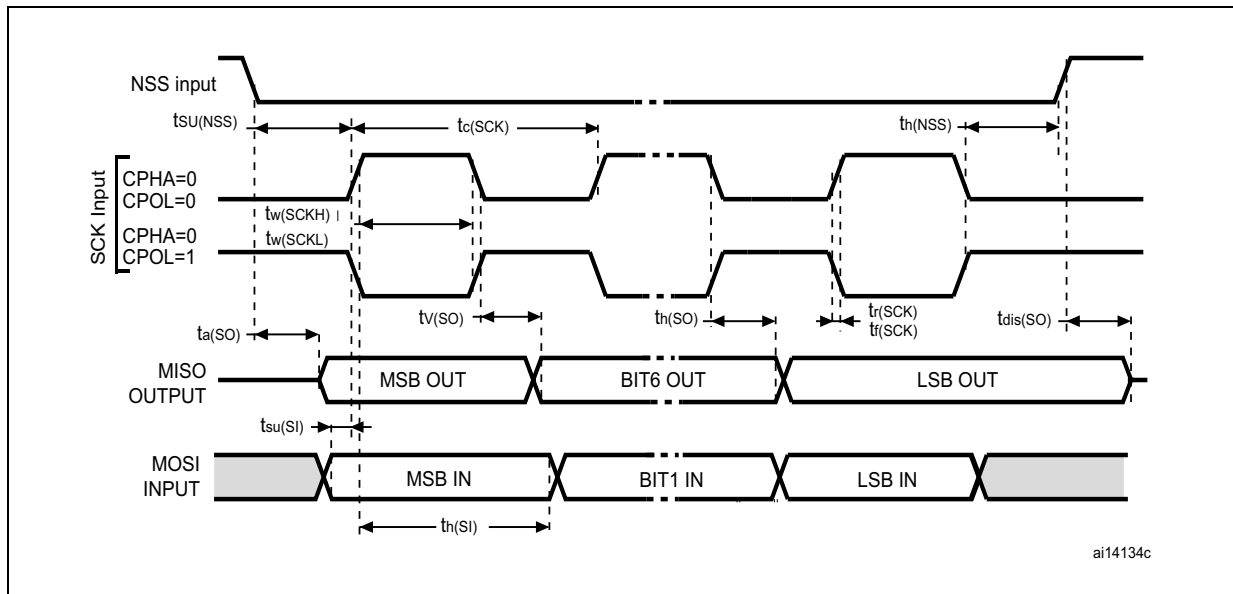 NSS input
tSU(NSS)
tc(SCK)
th(NSS)
SCK Input
CPHA=0
CPOL=0
tw(SCKH)
CPHA=0
CPOL=1
tw(SCKL)
tV(SO)
th(SO)
tr(SCK)
tf(SCK)
ta(SO)
tdis(SO)
MISO
OUTPUT
MSB OUT
BIT6 OUT
LSB OUT
tsu(SI)
MOSI
INPUT
MSB IN
BIT1 IN
LSB IN
th(SI)
ai14134c